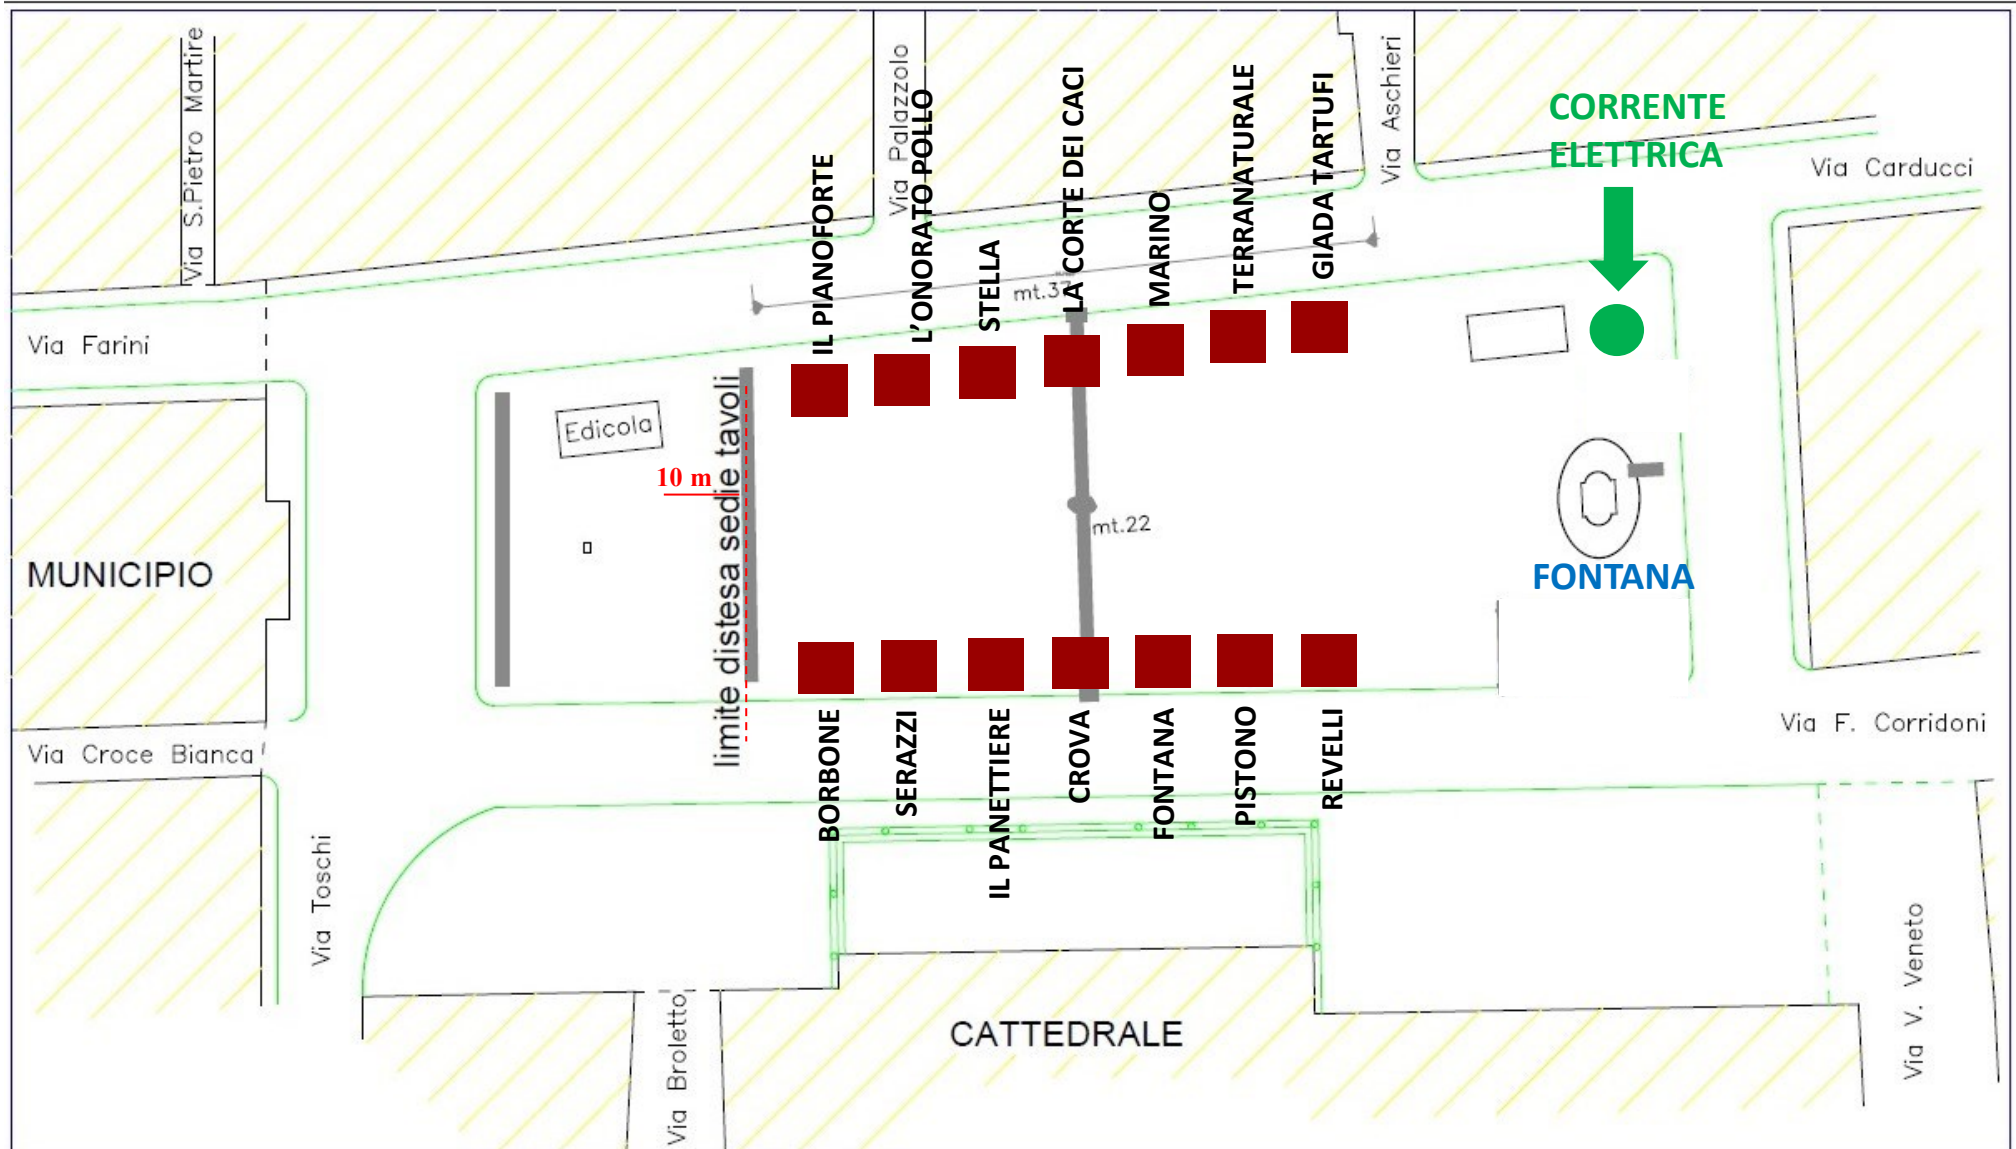 Via S.Pietro Martire
Via Palazzolo
Via Aschieri
CORRENTE
ELETTRICA
Via Carducci
IL PIANOFORTE
L'ONORATO POLLO
STELLA
LA CORTE DEI CACI
MARINO
TERRANATURALE
GIADA TARTUFI
mt.37
Via Farini
Edicola
limite distesa sedie tavoli
10 m
mt.22
MUNICIPIO
FONTANA
Via Croce Bianca
BORBONE
SERAZZI
IL PANETTIERE
CROVA
FONTANA
PISTONO
REVELLI
Via F. Corridoni
Via Toschi
Via Broletto
CATTEDRALE
Via V. Veneto